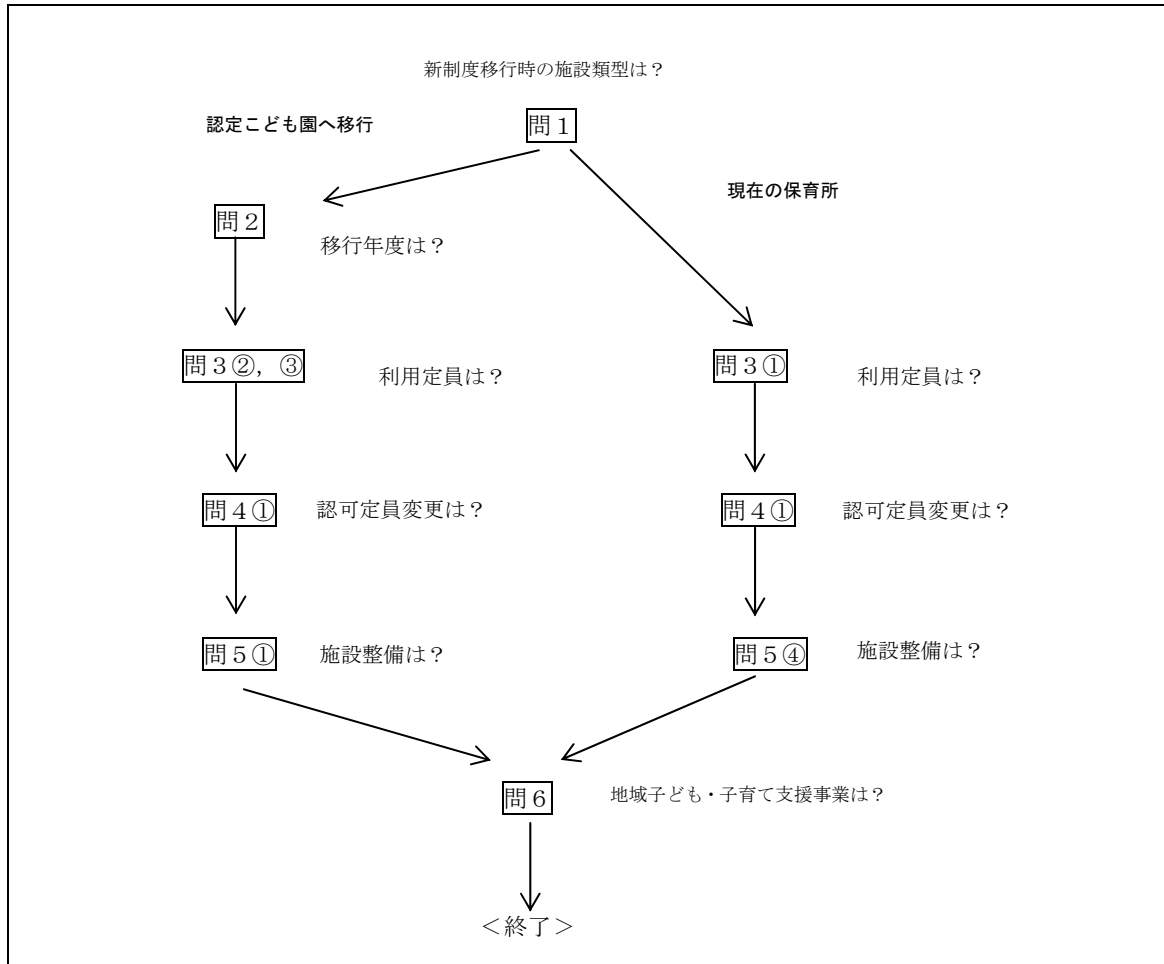 新制度移行時の施設類型は？
認定こども園へ移行
問１
現在の保育所
問２
移行年度は？
問３②，③
利用定員は？
問３①
利用定員は？
問４①
認可定員変更は？
問４①
認可定員変更は？
問５①
施設整備は？
問５④
施設整備は？
問６
地域子ども・子育て支援事業は？
＜終了＞